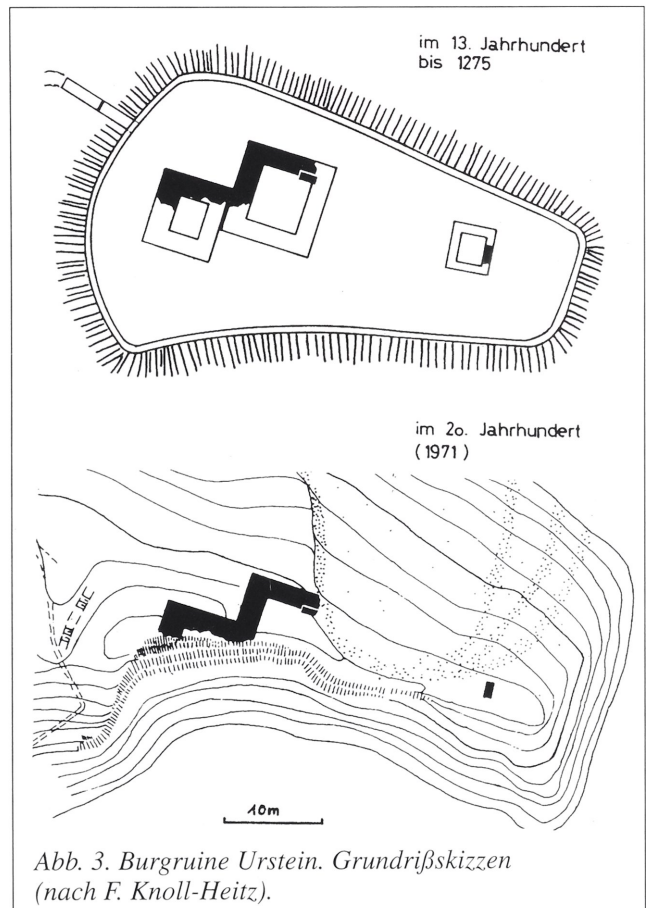 im 13. Jahrhundert
bis 1275
im 2o. Jahrhundert
(1971)
10m
Abb. 3. Burgruine Urstein. Grundrißskizzen
(nach F. Knoll-Heitz).